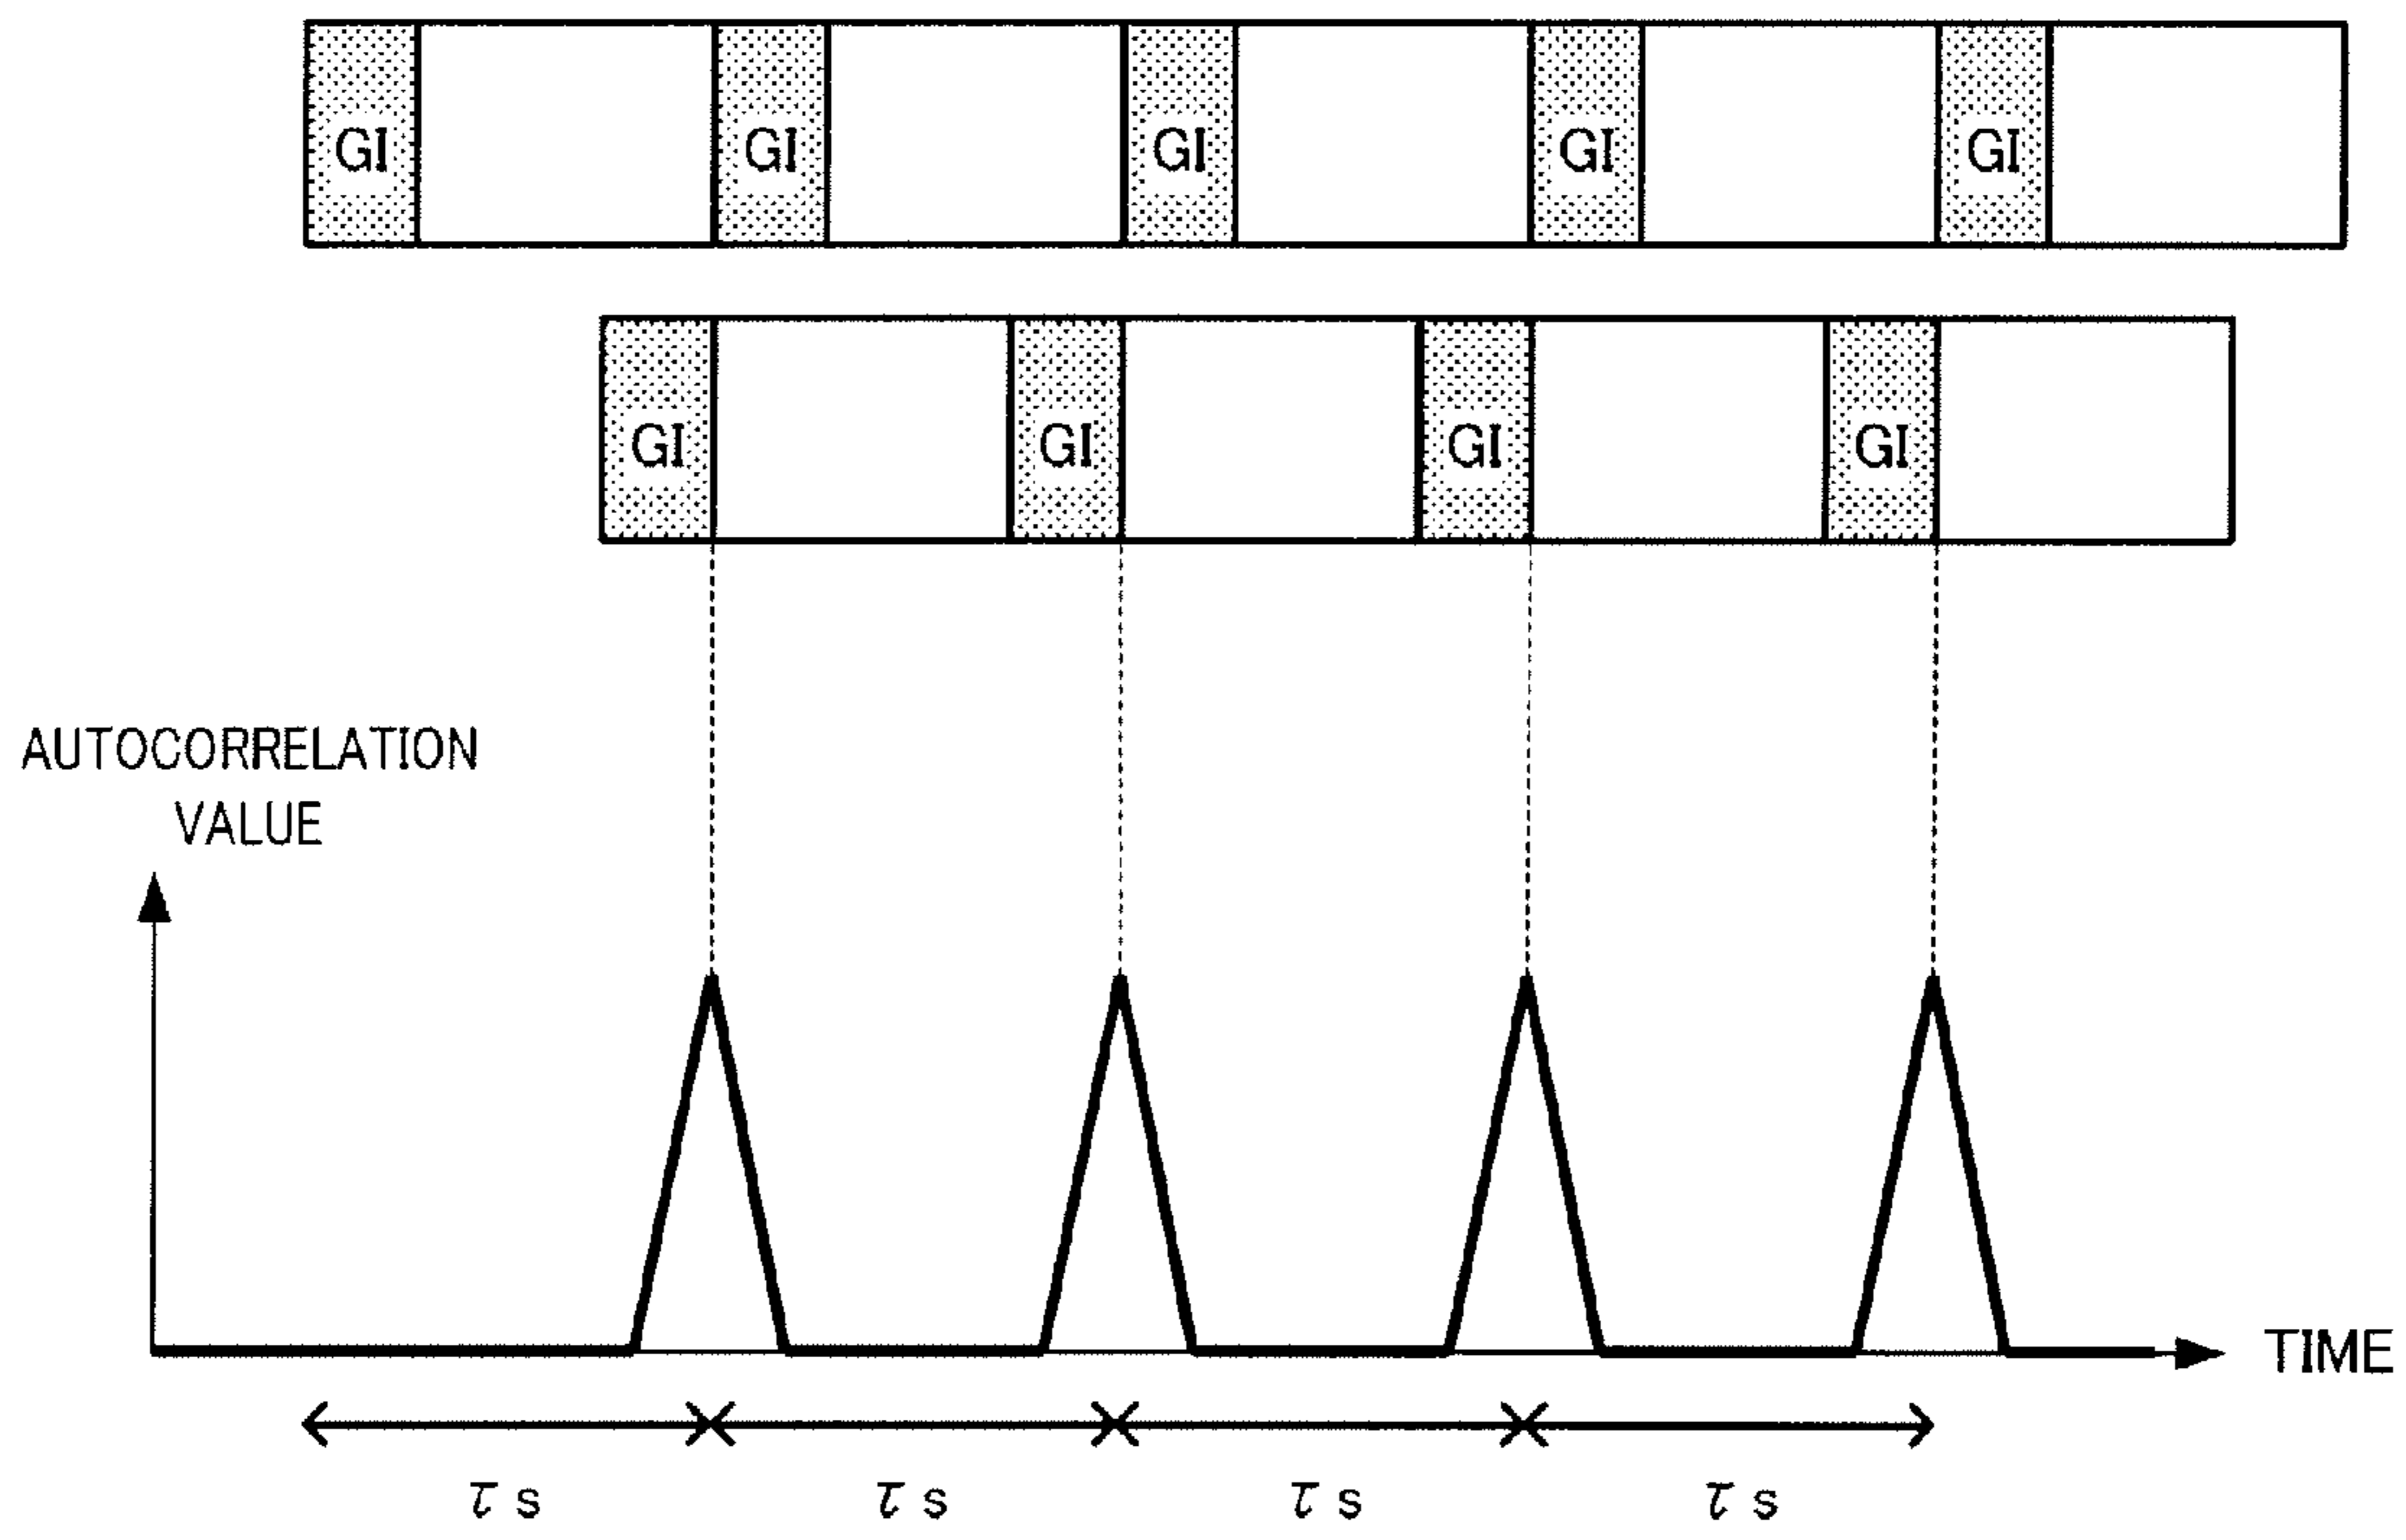 GI GI GI GI GI
GI GI GI GI
AUTOCORRELATION
VALUE
TIME
τ s τ s τ s τ s